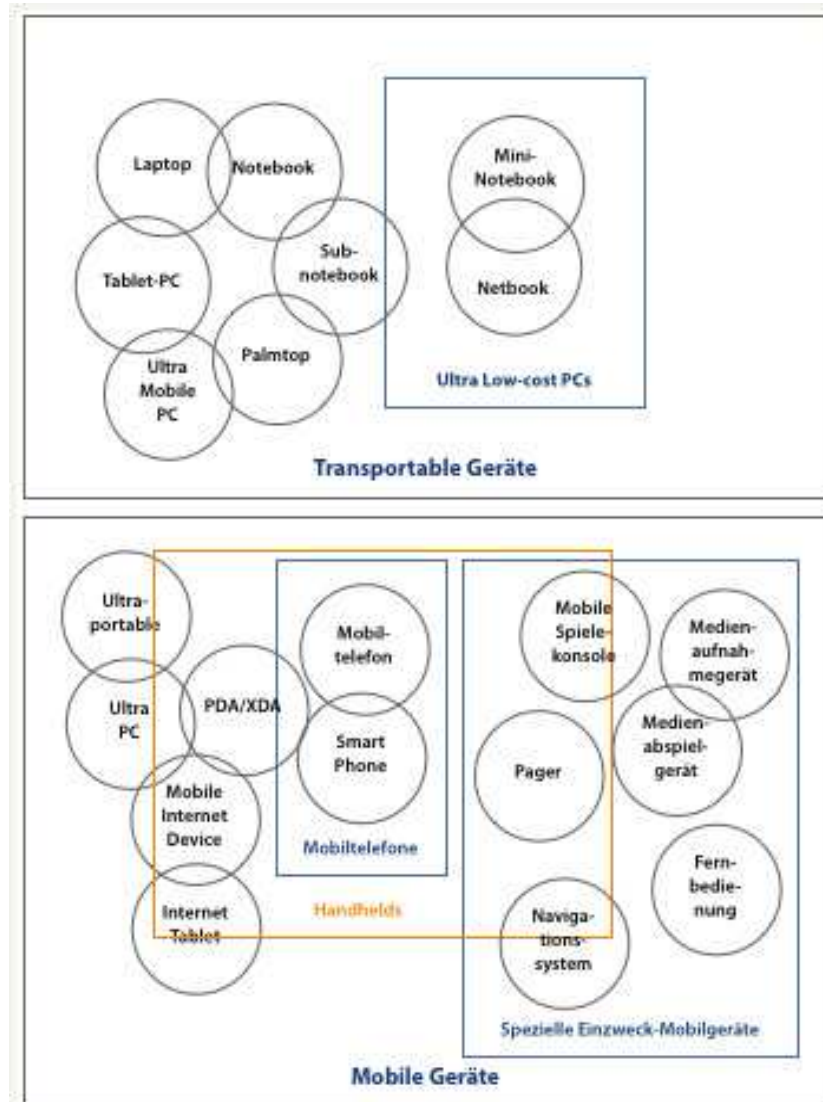 Laptop
Notebook
Mini-
Notebook
Sub-
notebook
Tablet-PC
Netbook
Palmtop
Ultra
Mobile
PC
Ultra Low-cost PCs
Transportable Geräte
Ultra-
portable
Mobil-
telefon
Mobile
Spiele-
konsole
Medien-
aufnah-
megerät
Ultra
PC
PDA/XDA
Smart
Phone
Medien-
abspiel-
gerät
Pager
Mobile
Internet
Device
Mobiltelefone
Fern-
bedie-
nung
Internet
Tablet
Handhelds
Naviga-
tions-
system
Spezielle Einzweck-Mobilgeräte
Mobile Geräte